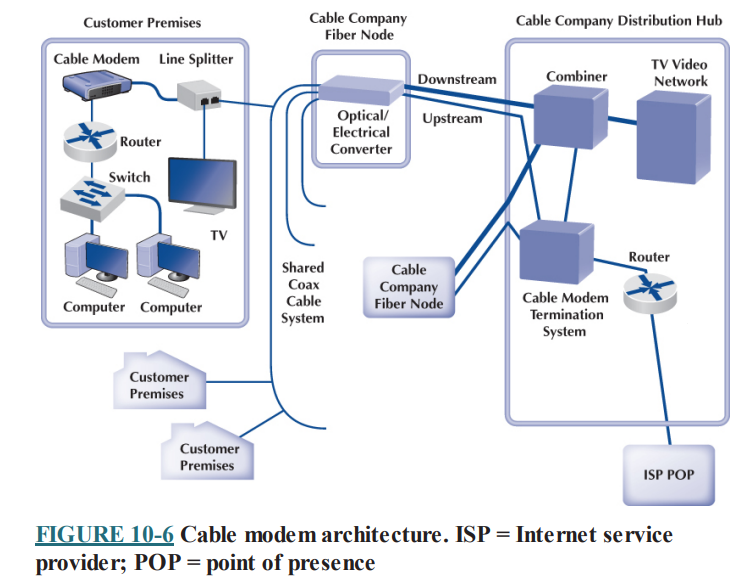 Customer Premises
Cable Modem
Line Splitter
Router
Switch
TV
Computer
Computer
Cable Company
Fiber Node
Downstream
Upstream
Optical/
Electrical
Converter
Shared
Coax
Cable
System
Customer
Premises
Customer
Premises
Cable
Company
Fiber Node
Cable Company Distribution Hub
Combiner
TV Video
Network
Cable Modem
Termination
System
Router
ISP POP
FIGURE 10-6 Cable modem architecture. ISP = Internet service
provider; POP = point of presence